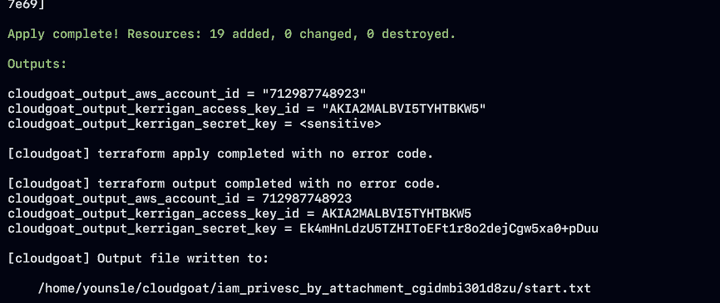 7e69]
Apply complete! Resources: 19 added, 0 changed, 0 destroyed.
Outputs:
cloudgoat_output_aws_account_id = "712987748923"
cloudgoat_output_kerrigan_access_key_id = "AKIA2MALBVI5TYHTBKW5"
cloudgoat_output_kerrigan_secret_key = <sensitive>
[cloudgoat] terraform apply completed with no error code.
[cloudgoat] terraform output completed with no error code.
cloudgoat_output_aws_account_id = 712987748923
cloudgoat_output_kerrigan_access_key_id = AKIA2MALBVI5TYHTBKW5
cloudgoat_output_kerrigan_secret_key = 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
[cloudgoat] Output file written to:
/home/younsle/cloudgoat/iam_privesc_by_attachment_cgidmbi301d8zu/start.txt